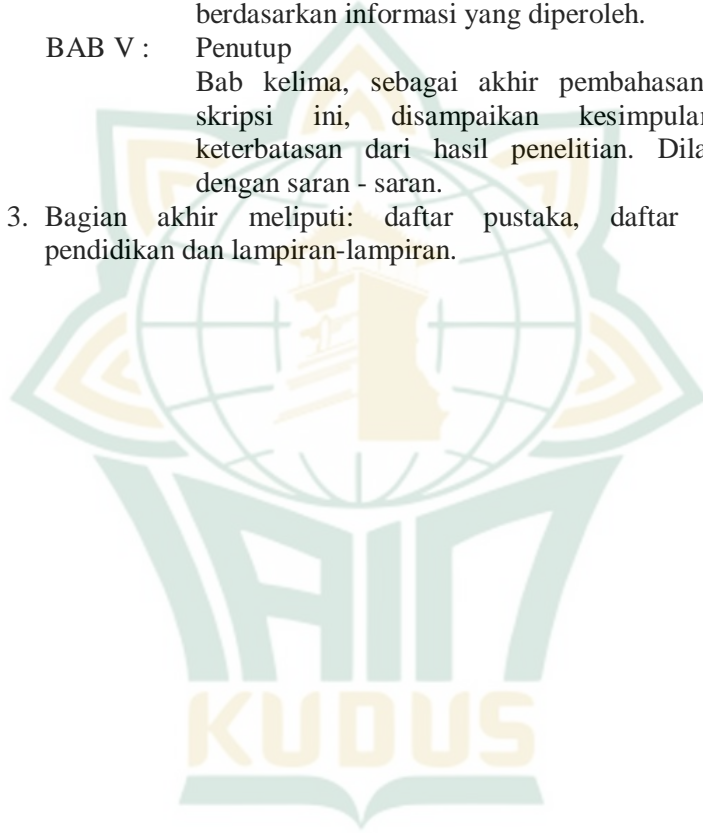 berdasarkan informasi yang diperoleh.
BAB V : Penutup
Bab kelima, sebagai akhir pembahasan
skripsi ini, disampaikan
keterbatasan dari hasil penelitian.
dengan saran - saran.
3. Bagian akhir meliputi: daftar pustaka, daftar
pendidikan dan lampiran-lampiran.
IAIN
KUDUS